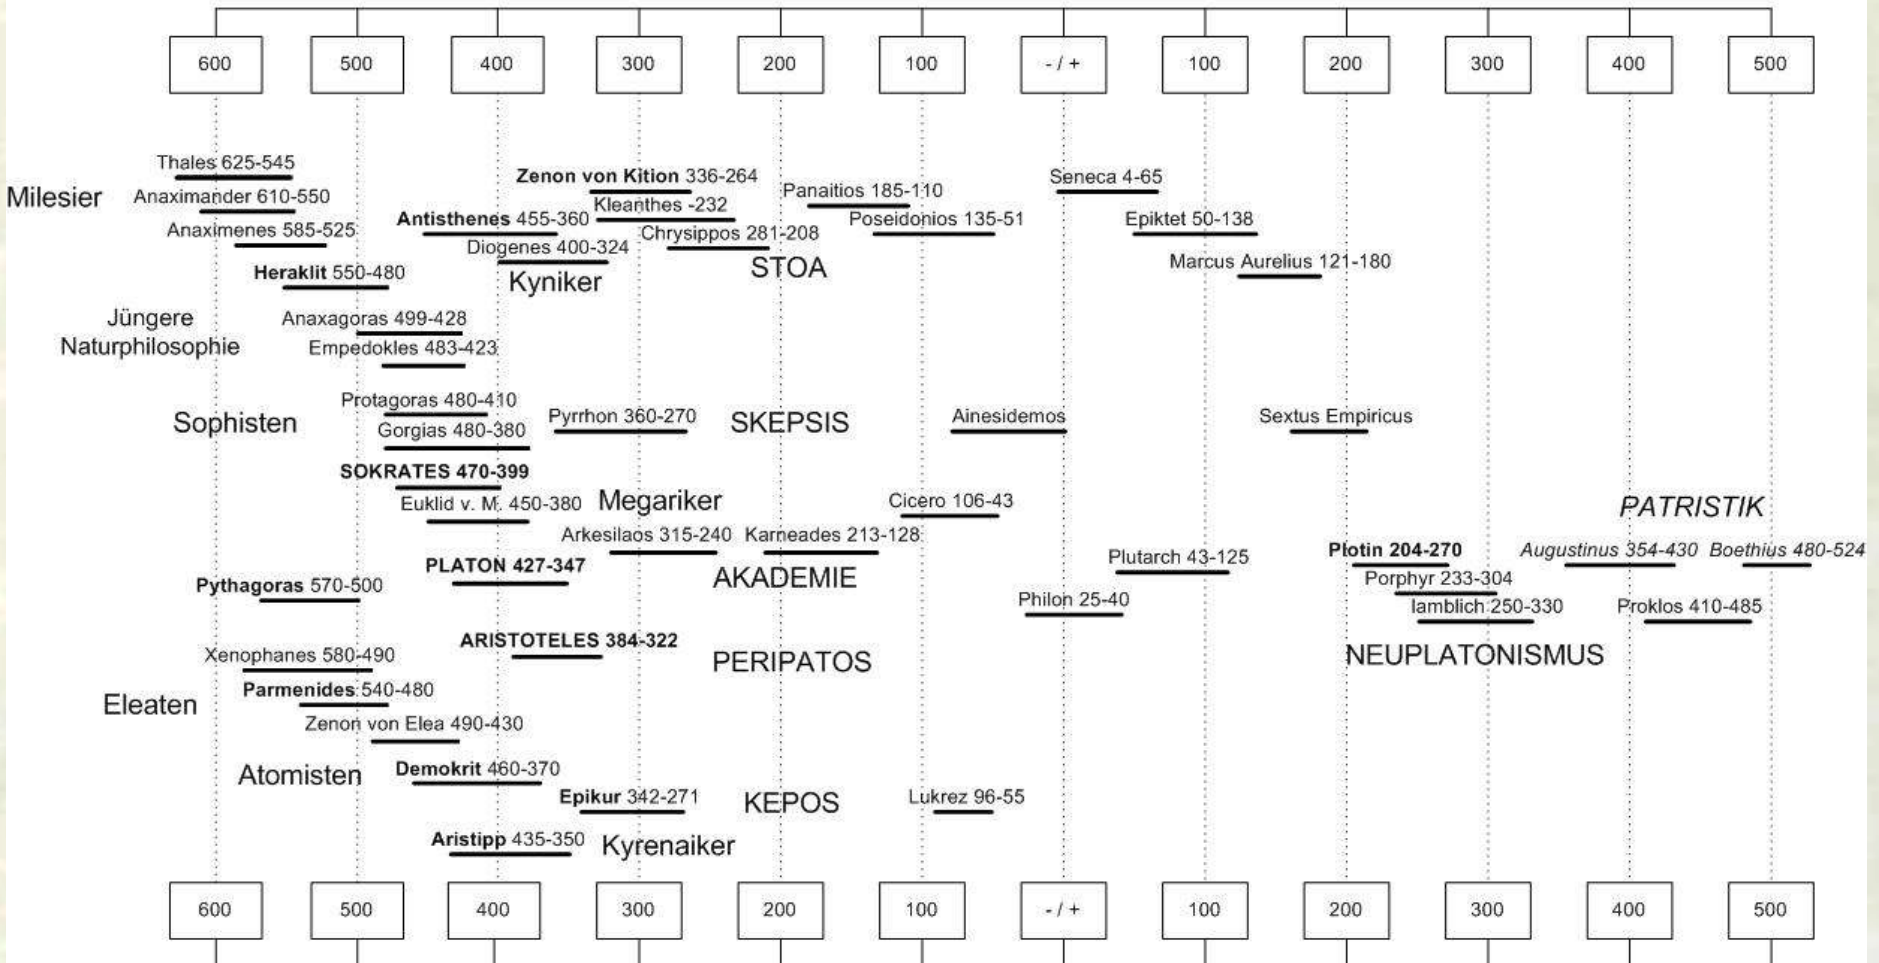 600 500 400 300 200 100 - / + 100 200 300 400 500
Thales 625-545
Milesier
Anaximander 610-550
Anaximenes 585-525
Heraklit 550-480
Antisthenes 455-360
Diogenes 400-324
Kyniker
Zenon von Kition 336-264
Kleanthes -232
Chrysippos 281-208
STOA
Panaitios 185-110
Poseidonios 135-51
Seneca 4-65
Epiktet 50-138
Marcus Aurelius 121-180
Jüngere
Naturphilosophie
Anaxagoras 499-428
Empedokles 483-423
Sophisten
Protagoras 480-410
Gorgias 480-380
Pyrrhon 360-270
SKEPSIS
Ainesidemos
Sextus Empiricus
SOKRATES 470-399
Euklid v. M. 450-380
Megariker
Cicero 106-43
PATRISTIK
Arkesilaos 315-240
Karneades 213-128
PLATON 427-347
AKADEMIE
Plutarch 43-125
Plotin 204-270
Augustinus 354-430
Boethius 480-524
Pythagoras 570-500
Philon 25-40
Porphyr 233-304
Iamblich 250-330
Proklos 410-485
ARISTOTELES 384-322
PERIPATOS
NEUPLATONISMUS
Xenophanes 580-490
Eleaten
Parmenides 540-480
Zenon von Elea 490-430
Atomisten
Demokrit 460-370
Epikur 342-271
KEPOS
Lukrez 96-55
Aristipp 435-350
Kyrenaiker
600 500 400 300 200 100 - / + 100 200 300 400 500